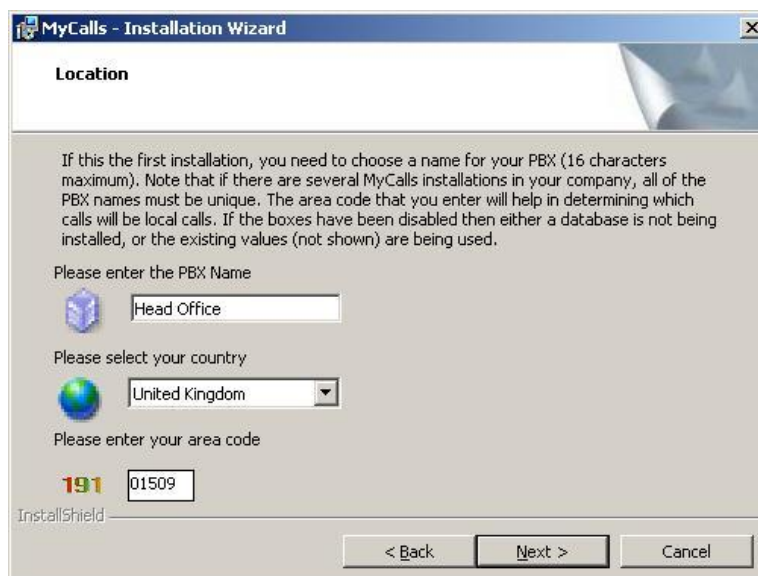 MyCalls - Installation Wizard
Location
If this the first installation, you need to choose a name for your PBX (16 characters
maximum). Note that if there are several MyCalls installations in your company, all of the
PBX names must be unique. The area code that you enter will help in determining which
calls will be local calls. If the boxes have been disabled then either a database is not being
installed, or the existing values (not shown) are being used.
Please enter the PBX Name
Head Office
Please select your country
United Kingdom
Please enter your area code
191 01509
InstallShield
< Back Next > Cancel